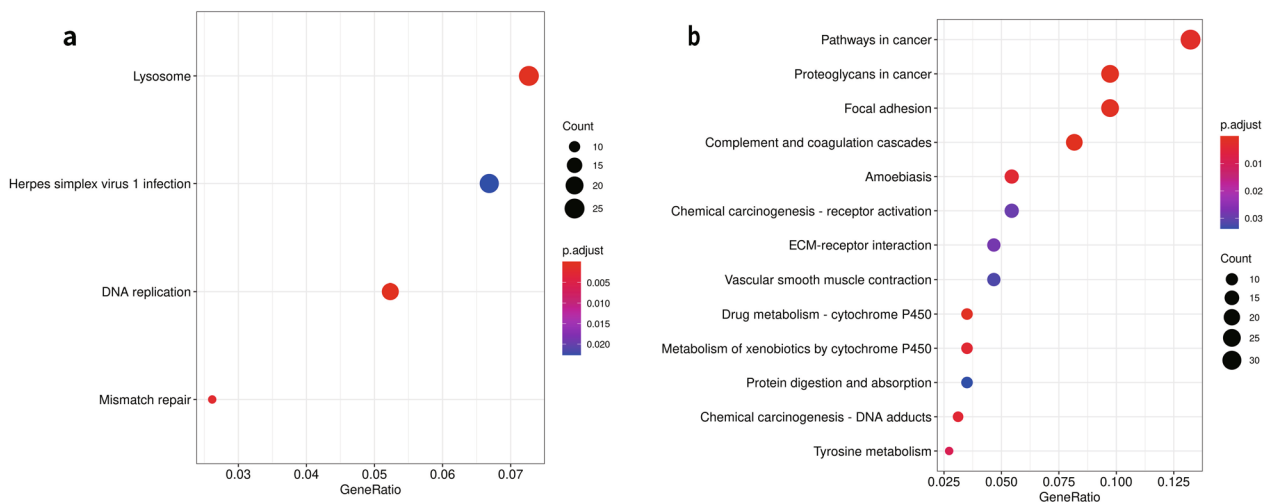 a
Lysosome
Herpes simplex virus 1 infection
DNA replication
Mismatch repair
0.03 0.04 0.05 0.06 0.07
GeneRatio
Count
10
15
20
25
p.adjust
0.005
0.010
0.015
0.020
b
Pathways in cancer
Proteoglycans in cancer
Focal adhesion
Complement and coagulation cascades
Amoebiasis
Chemical carcinogenesis - receptor activation
ECM-receptor interaction
Vascular smooth muscle contraction
Drug metabolism - cytochrome P450
Metabolism of xenobiotics by cytochrome P450
Protein digestion and absorption
Chemical carcinogenesis - DNA adducts
Tyrosine metabolism
0.025 0.050 0.075 0.100 0.125
GeneRatio
p.adjust
0.01
0.02
0.03
Count
10
15
20
25
30